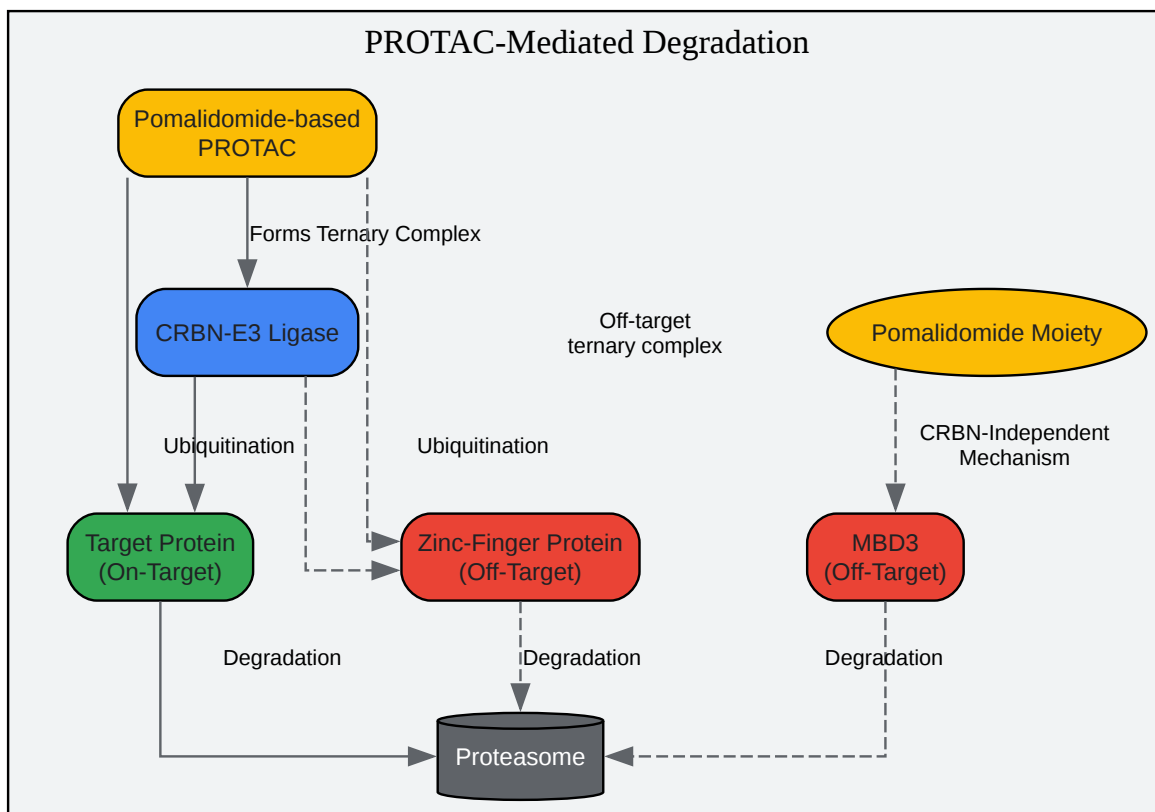 PROTAC-Mediated Degradation
Pomalidomide-based
PROTAC
Forms Ternary Complex
CRBN-E3 Ligase
Off-target
ternary complex
Pomalidomide Moiety
Ubiquitination
Ubiquitination
CRBN-Independent
Mechanism
Target Protein
(On-Target)
Zinc-Finger Protein
(Off-Target)
MBD3
(Off-Target)
Degradation
Degradation
Degradation
Proteasome